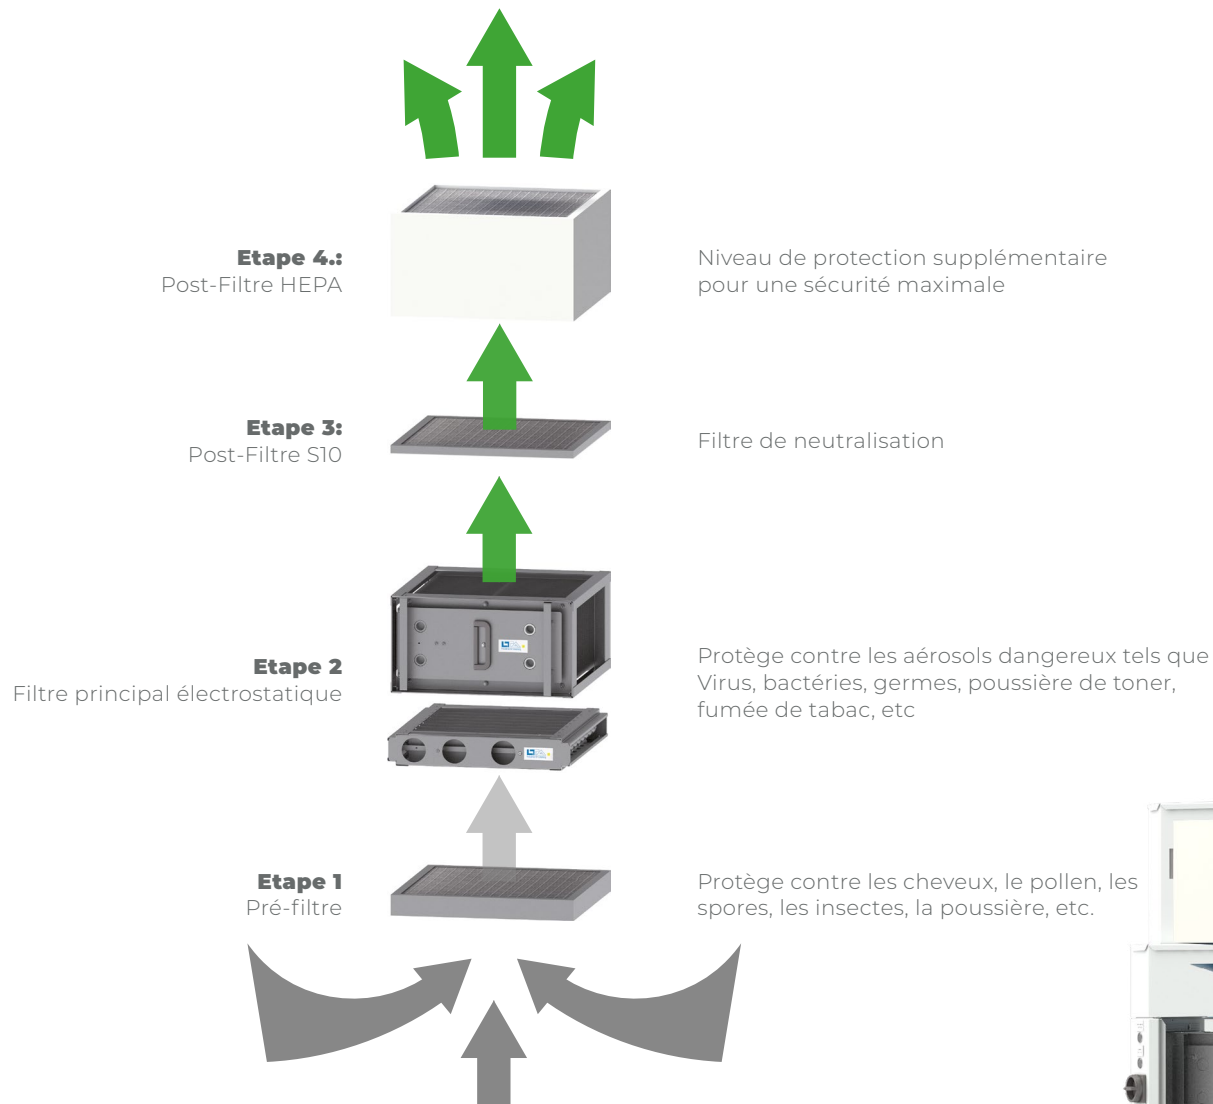 Etape 4.:
Post-Filtre HEPA
Niveau de protection supplémentaire
pour une sécurité maximale
Etape 3:
Post-Filtre S10
Filtre de neutralisation
Etape 2
Filtre principal électrostatique
Protège contre les aérosols dangereux tels que
Virus, bactéries, germes, poussière de toner,
fumée de tabac, etc
Etape 1
Pré-filtre
Protège contre les cheveux, le pollen, les
spores, les insectes, la poussière, etc.